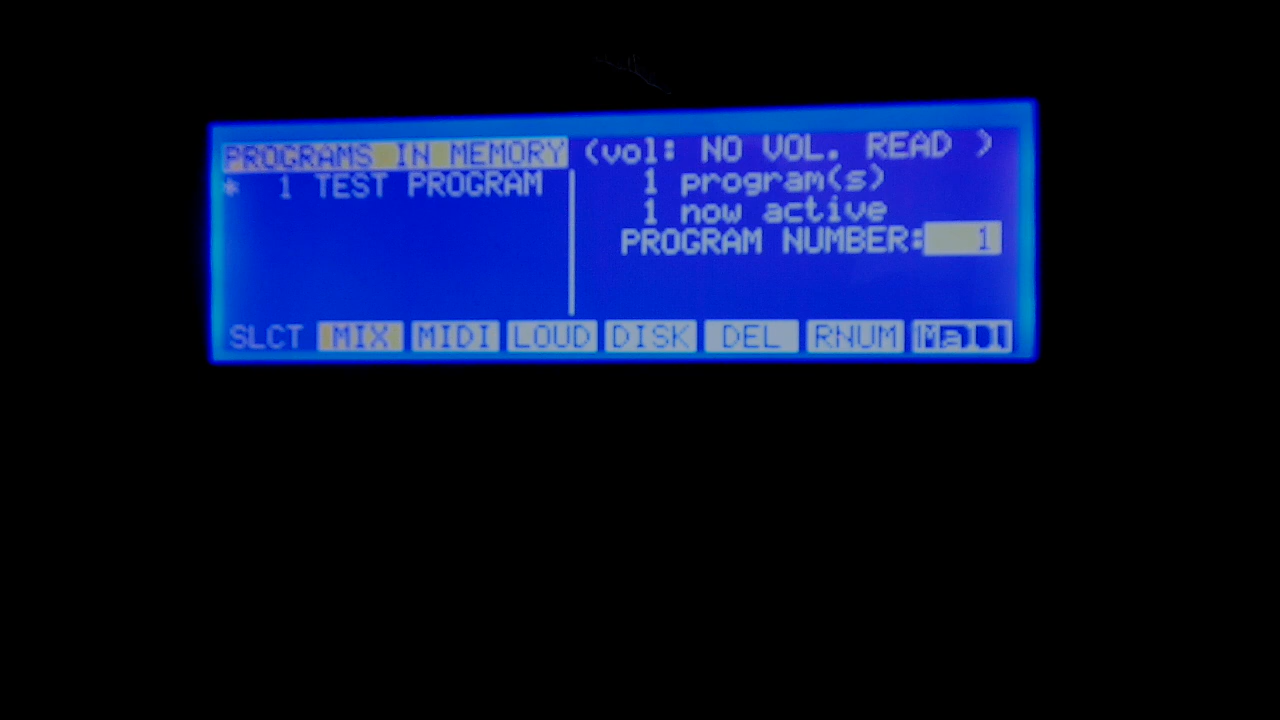 PROGRAMS IN MEMORY (vol: NO VOL. READ )
* 1 TEST PROGRAM 1 program(s)
1 now active
PROGRAM NUMBER: 1
SLCT MIX MIDI LOUD DISK DEL RNUM Mall